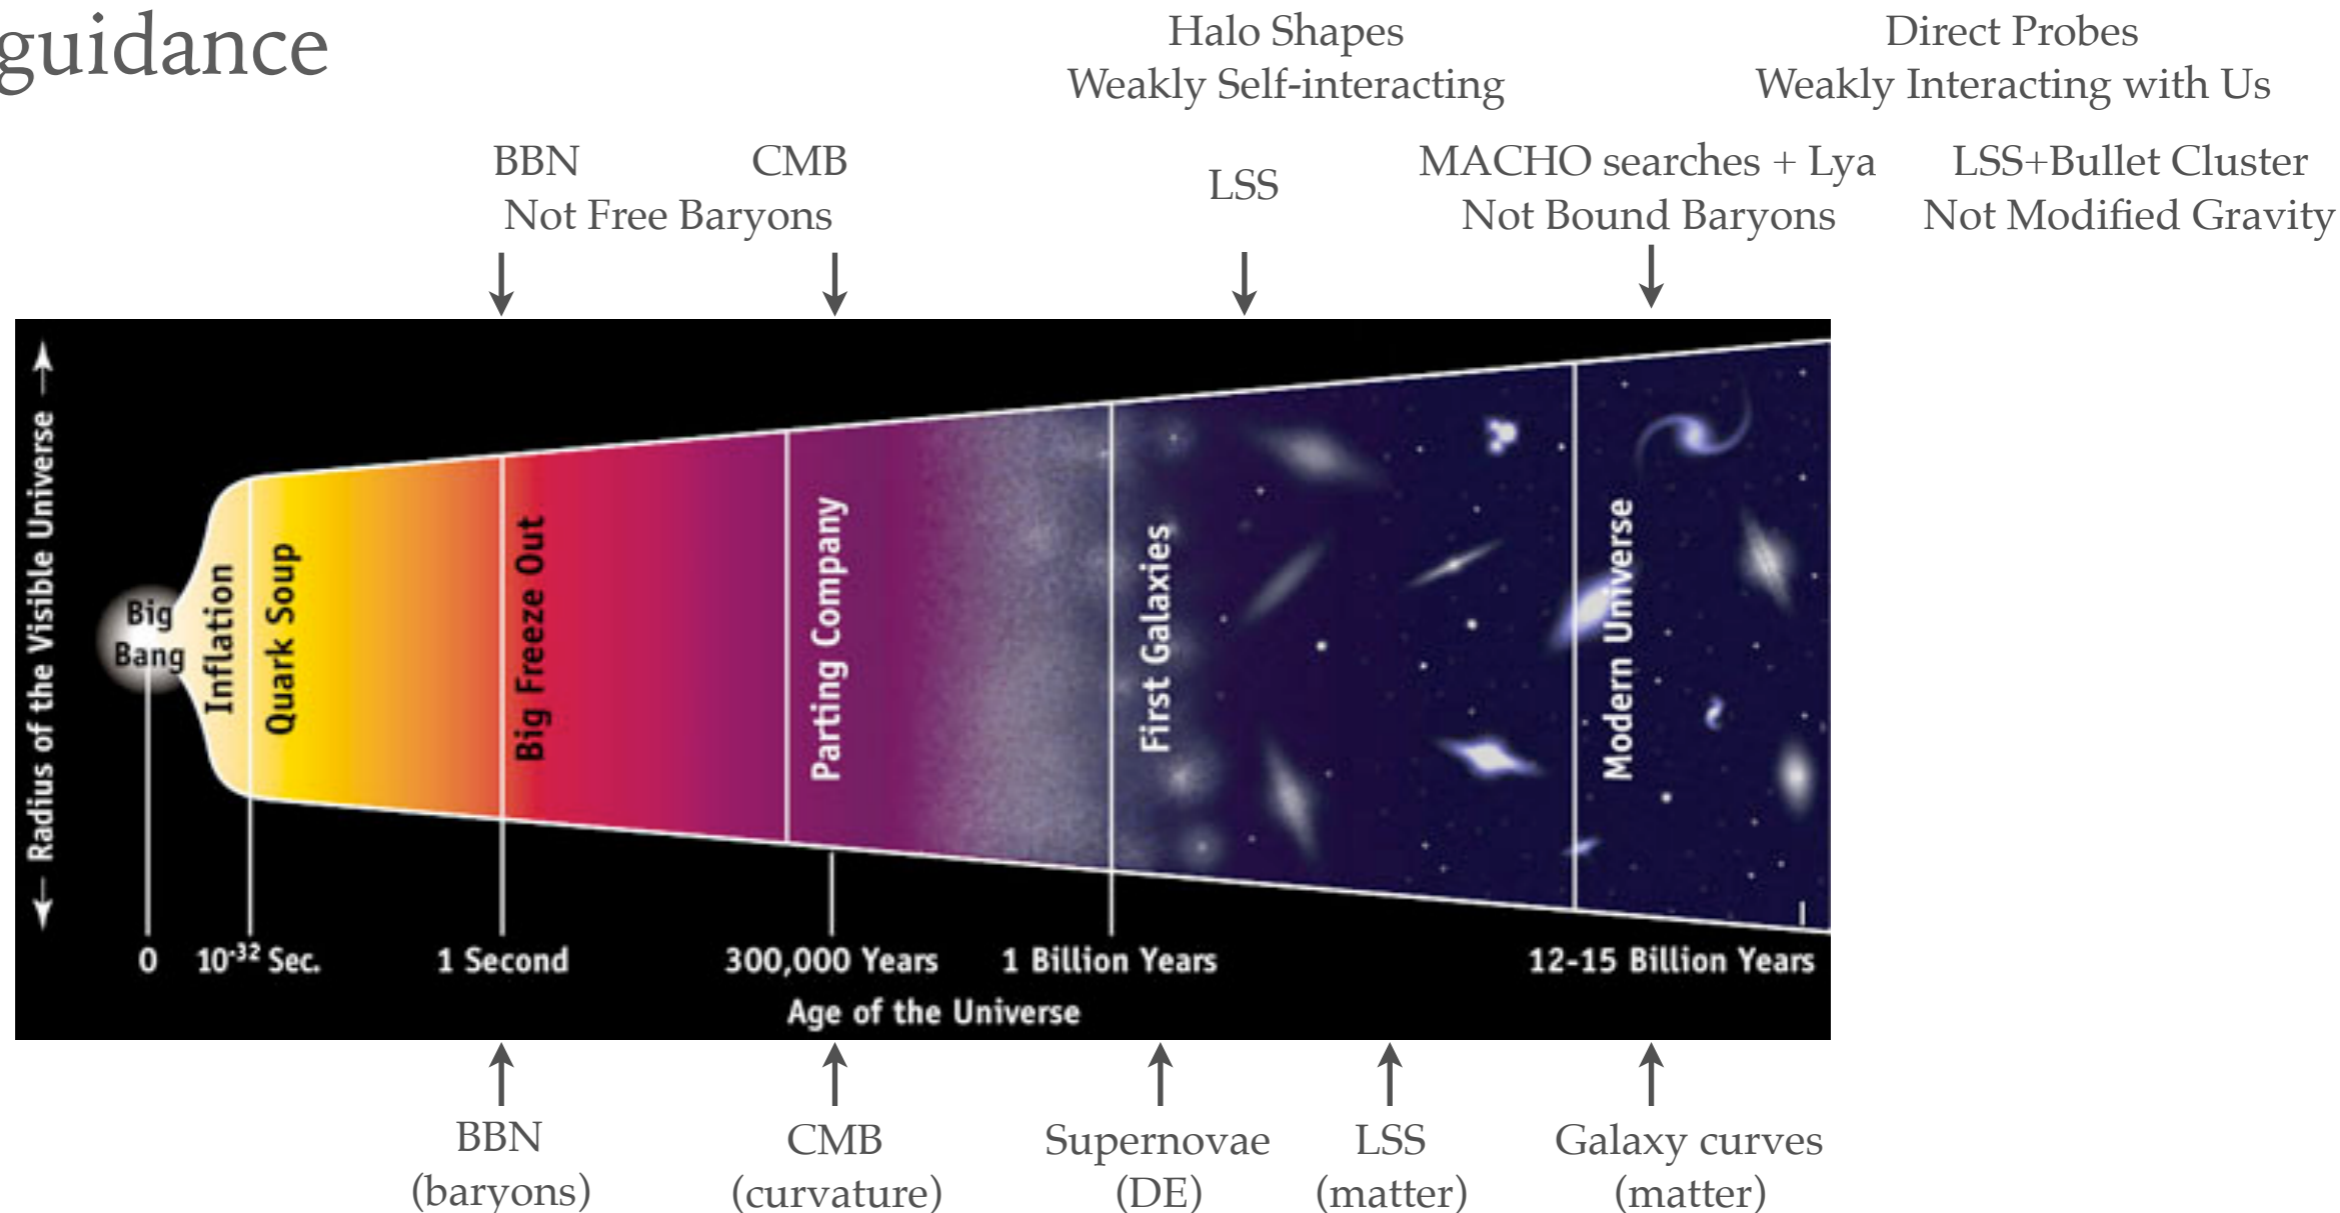 guidance
Halo Shapes
Weakly Self-interacting
Direct Probes
Weakly Interacting with Us
BBN
CMB
Not Free Baryons
LSS
MACHO searches + Lya
Not Bound Baryons
LSS+Bullet Cluster
Not Modified Gravity
Radius of the Visible Universe
Big
Bang
Inflation
Quark Soup
Big Freeze Out
Parting Company
First Galaxies
Modern Universe
0
10⁻³² Sec.
1 Second
300,000 Years
1 Billion Years
12-15 Billion Years
Age of the Universe
BBN
(baryons)
CMB
(curvature)
Supernovae
(DE)
LSS
(matter)
Galaxy curves
(matter)